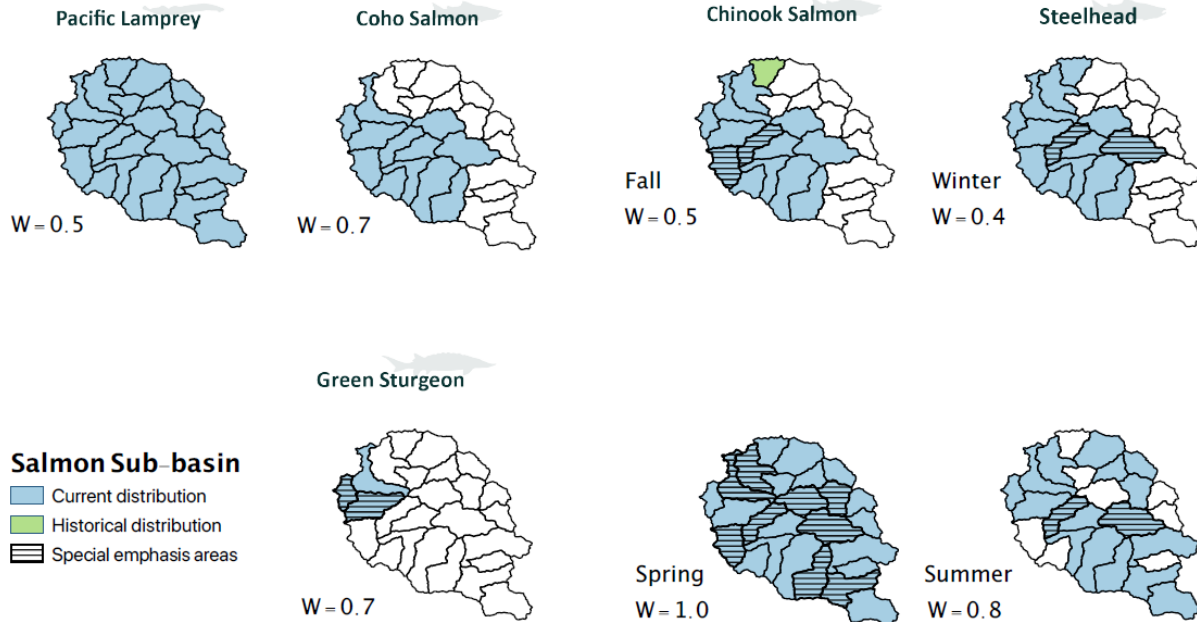 Pacific Lamprey
Coho Salmon
Chinook Salmon
Steelhead
W = 0.5
W = 0.7
Fall
W = 0.5
Winter
W = 0.4
Green Sturgeon
Salmon Sub-basin
Current distribution
Historical distribution
Special emphasis areas
W = 0.7
Spring
W = 1.0
Summer
W = 0.8